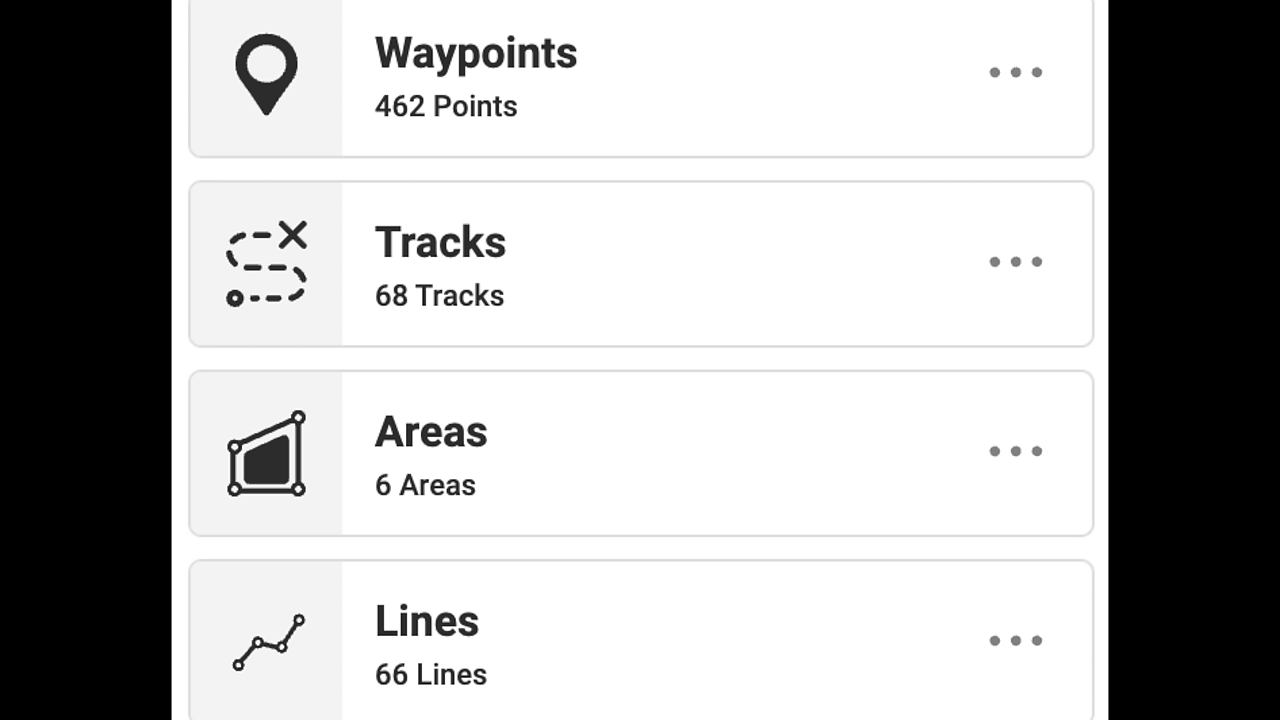 Waypoints
462 Points
Tracks
68 Tracks
Areas
6 Areas
Lines
66 Lines